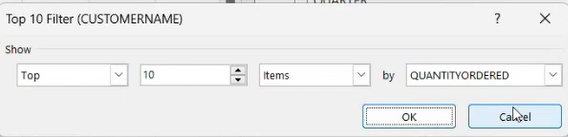 Top 10 Filter (CUSTOMERNAME)
Show
Top 10 Items by QUANTITYORDERED
OK Cancel